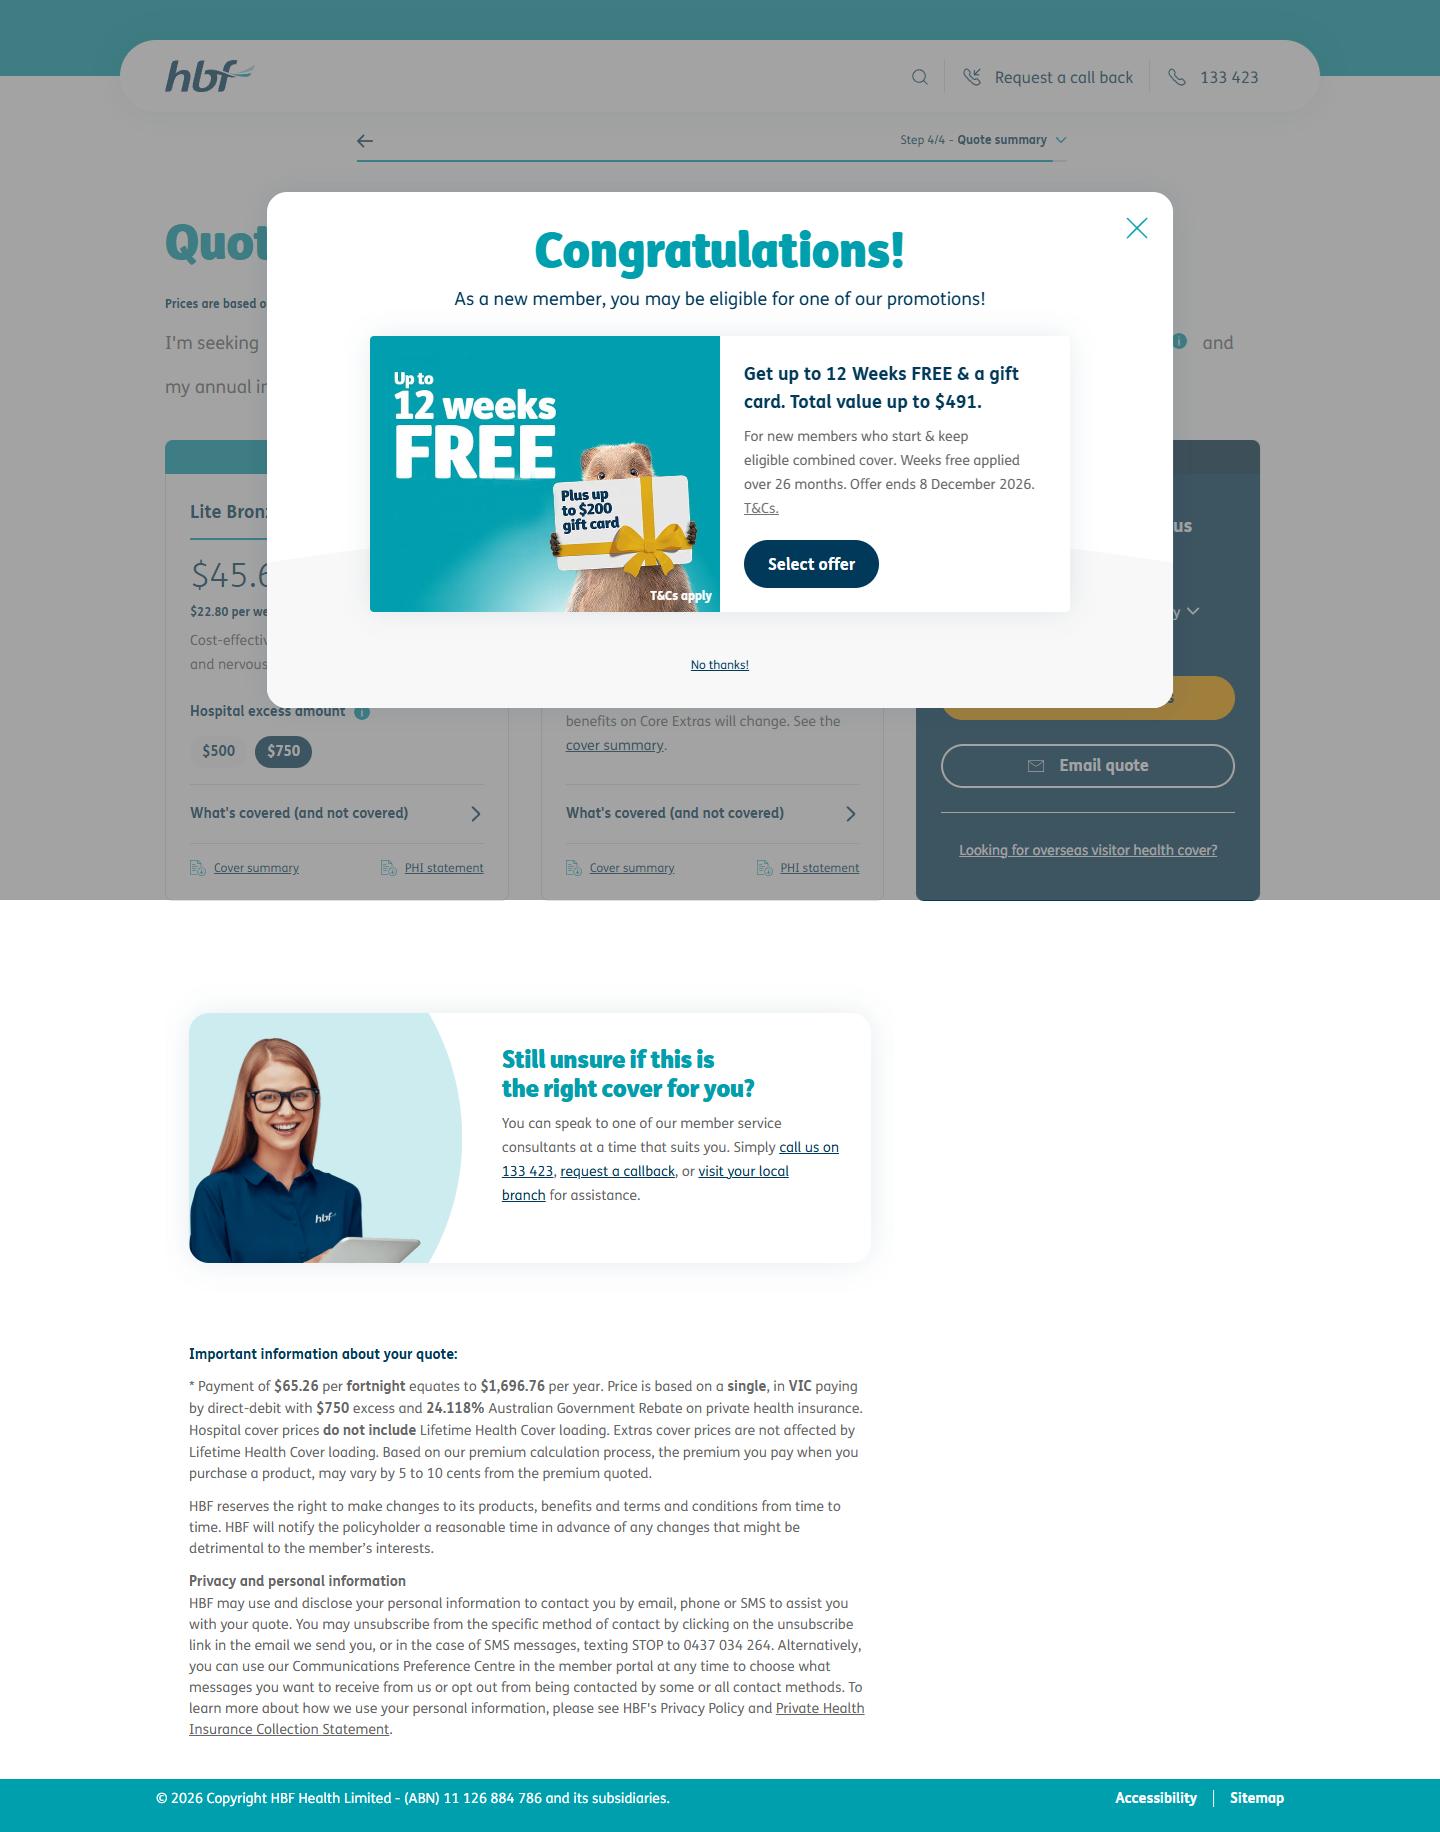 hbf
Request a call back
133 423
Step 4/4 - Quote summary
Congratulations!
As a new member, you may be eligible for one of our promotions!
Up to
12 weeks
FREE
Plus up
to $200
gift card
T&Cs apply
Get up to 12 Weeks FREE & a gift
card. Total value up to $491.
For new members who start & keep
eligible combined cover. Weeks free applied
over 26 months. Offer ends 8 December 2026.
T&Cs.
Select offer
No thanks!
Prices are based
I'm seeking
and
my annual
Lite
$22.80 per
and nervous
Hospital excess amount
$500
$750
What's covered (and not covered)
Cover summary
PHI statement
benefits on Core Extras will change. See the
cover summary.
What's covered (and not covered)
Cover summary
PHI statement
Email quote
Looking for overseas visitor health cover?
hbf
Still unsure if this is
the right cover for you?
You can speak to one of our member service
consultants at a time that suits you. Simply call us on
133 423, request a callback, or visit your local
branch for assistance.
Important information about your quote:
* Payment of $65.26 per fortnight equates to $1,696.76 per year. Price is based on a single, in VIC paying
by direct-debit with $750 excess and 24.118% Australian Government Rebate on private health insurance.
Hospital cover prices do not include Lifetime Health Cover loading. Extras cover prices are not affected by
Lifetime Health Cover loading. Based on our premium calculation process, the premium you pay when you
purchase a product, may vary by 5 to 10 cents from the premium quoted.
HBF reserves the right to make changes to its products, benefits and terms and conditions from time to
time. HBF will notify the policyholder a reasonable time in advance of any changes that might be
detrimental to the member's interests.
Privacy and personal information
HBF may use and disclose your personal information to contact you by email, phone or SMS to assist you
with your quote. You may unsubscribe from the specific method of contact by clicking on the unsubscribe
link in the email we send you, or in the case of SMS messages, texting STOP to 0437 034 264. Alternatively,
you can use our Communications Preference Centre in the member portal at any time to choose what
messages you want to receive from us or opt out from being contacted by some or all contact methods. To
learn more about how we use your personal information, please see HBF's Privacy Policy and Private Health
Insurance Collection Statement.
© 2026 Copyright HBF Health Limited - (ABN) 11 126 884 786 and its subsidiaries.
Accessibility
Sitemap